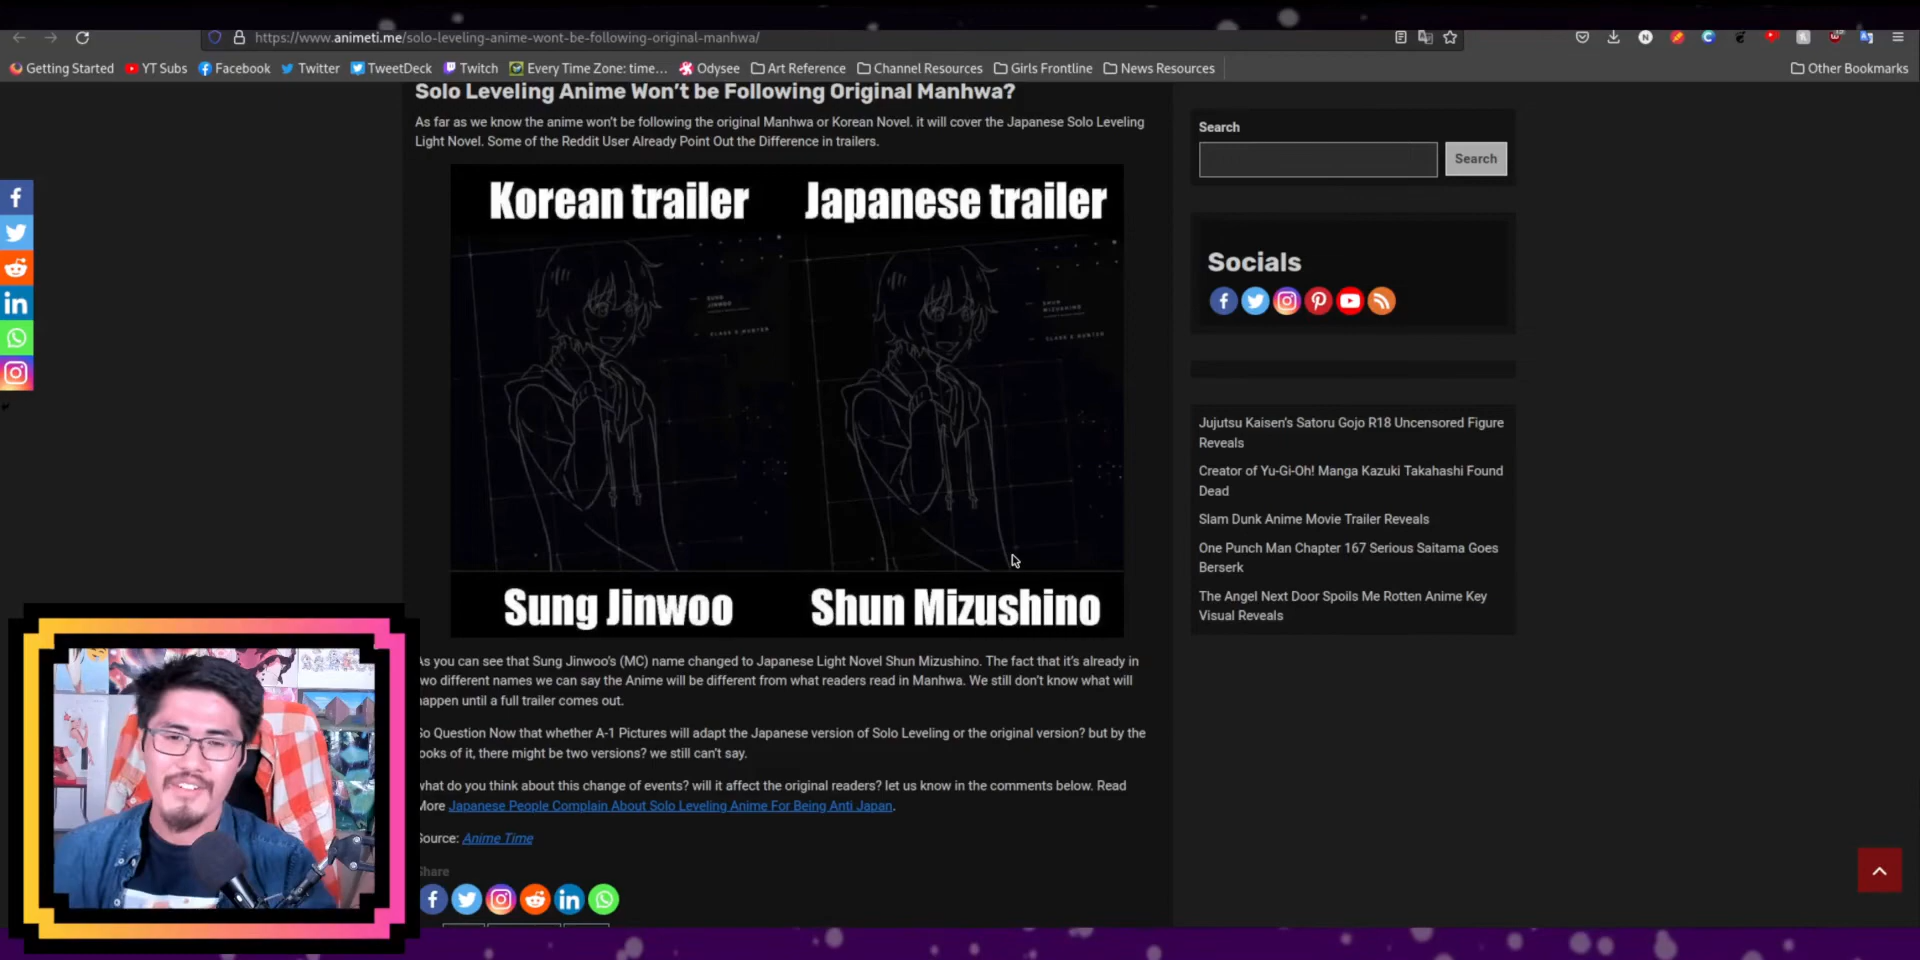 https://www.animeti.me/solo-leveling-anime-wont-be-following-original-manhwa/
Getting Started
YT Subs
Facebook
Twitter
TweetDeck
Twitch
Every Time Zone: time...
Odysee
Art Reference
Channel Resources
Girls Frontline
News Resources
Other Bookmarks
Solo Leveling Anime Won't be Following Original Manhwa?
As far as we know the anime won't be following the original Manhwa or Korean Novel. it will cover the Japanese Solo Leveling
Light Novel. Some of the Reddit User Already Point Out the Difference in trailers.
Korean trailer
Japanese trailer
SUNG
JINWOO
CLASS E HUNTER
SHUN
MIZUSHINO
CLASS E HUNTER
Sung Jinwoo
Shun Mizushino
As you can see that Sung Jinwoo's (MC) name changed to Japanese Light Novel Shun Mizushino. The fact that it's already in
two different names we can say the Anime will be different from what readers read in Manhwa. We still don't know what will
happen until a full trailer comes out.
So Question Now that whether A-1 Pictures will adapt the Japanese version of Solo Leveling or the original version? but by the
looks of it, there might be two versions? we still can't say.
what do you think about this change of events? will it affect the original readers? let us know in the comments below. Read
More Japanese People Complain About Solo Leveling Anime For Being Anti Japan.
Source: Anime Time
Share
Search
Search
Socials
Jujutsu Kaisen's Satoru Gojo R18 Uncensored Figure
Reveals
Creator of Yu-Gi-Oh! Manga Kazuki Takahashi Found
Dead
Slam Dunk Anime Movie Trailer Reveals
One Punch Man Chapter 167 Serious Saitama Goes
Berserk
The Angel Next Door Spoils Me Rotten Anime Key
Visual Reveals